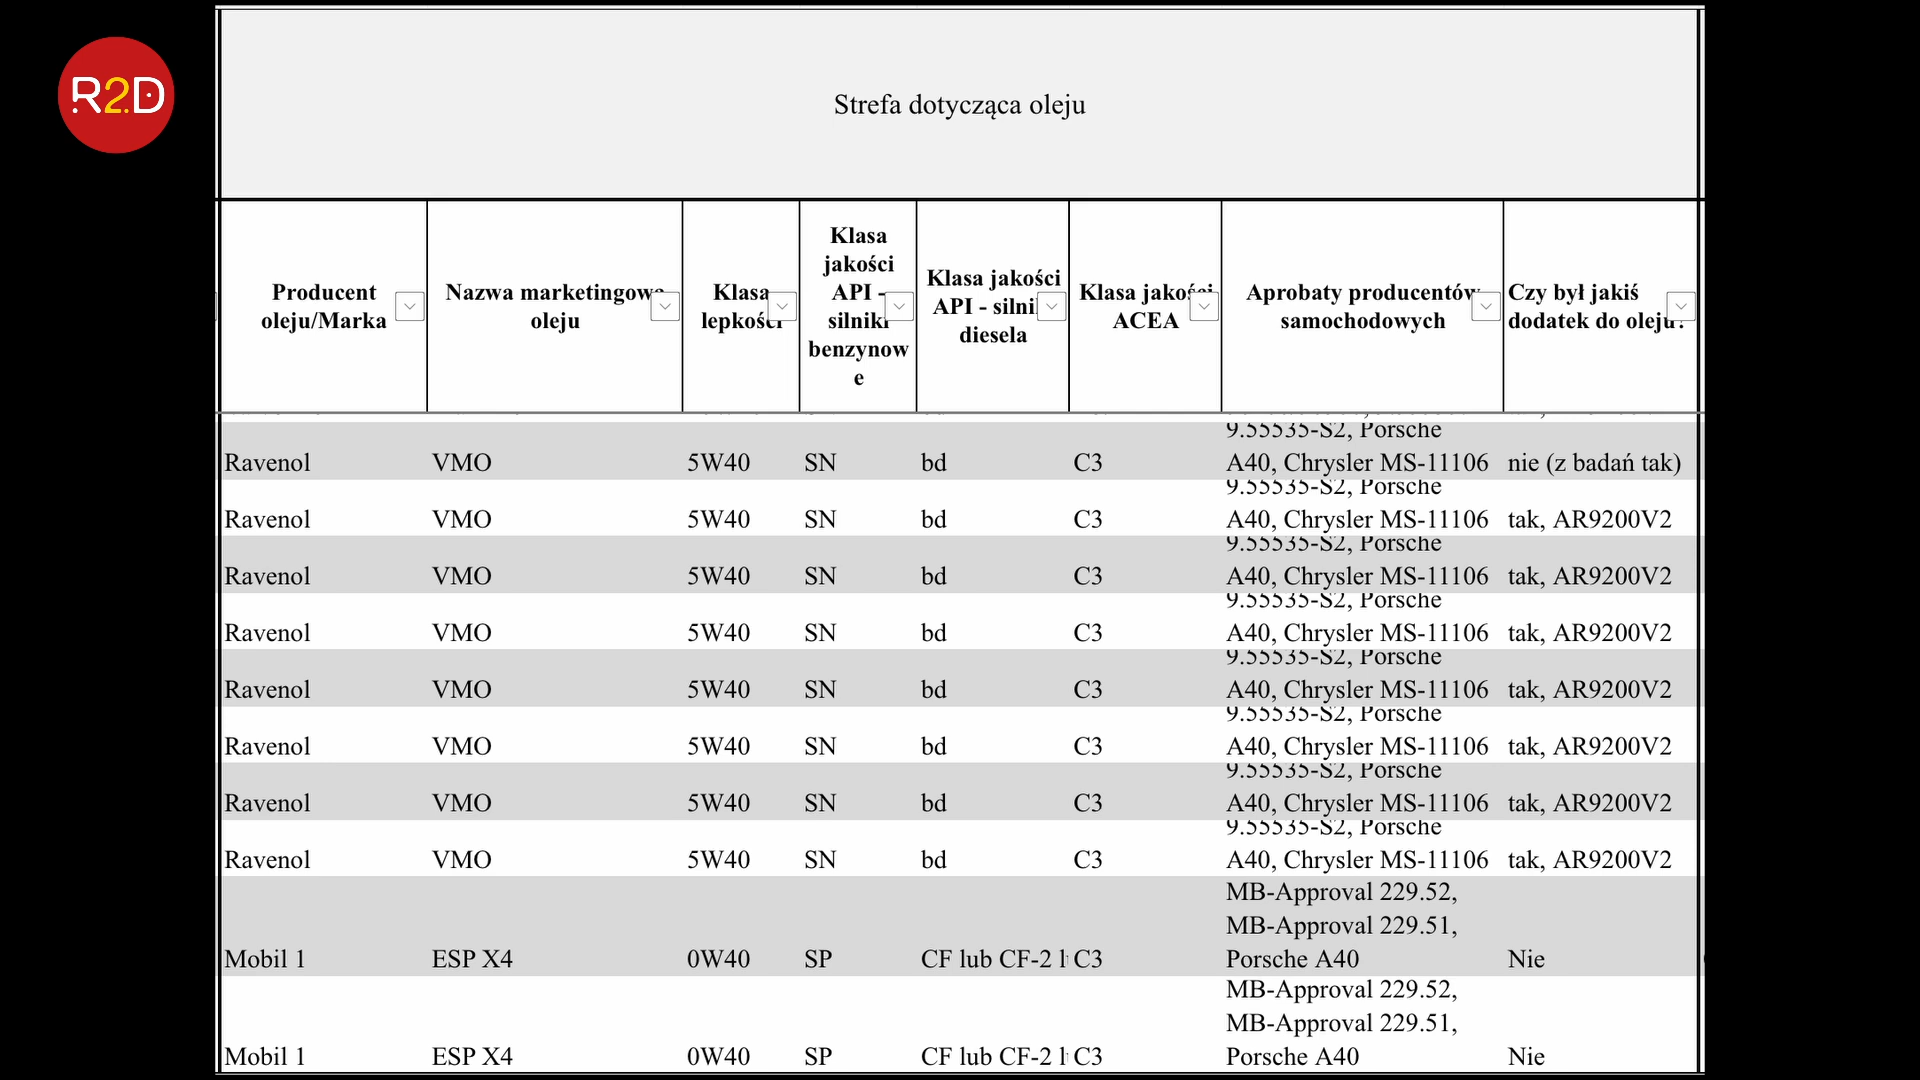 R2D
Strefa dotycząca oleju
Producent
oleju/Marka
Nazwa marketingowa
oleju
Klasa
lepkości
Klasa
jakości
API -
silniki
benzynow
e
Klasa jakości
API - silniki
diesela
Klasa jakości
ACEA
Aprobaty producentów
samochodowych
Czy był jakiś
dodatek do oleju?
9.55535-S2, Porsche
Ravenol VMO 5W40 SN bd C3 A40, Chrysler MS-11106 nie (z badań tak)
9.55535-S2, Porsche
Ravenol VMO 5W40 SN bd C3 A40, Chrysler MS-11106 tak, AR9200V2
9.55535-S2, Porsche
Ravenol VMO 5W40 SN bd C3 A40, Chrysler MS-11106 tak, AR9200V2
9.55535-S2, Porsche
Ravenol VMO 5W40 SN bd C3 A40, Chrysler MS-11106 tak, AR9200V2
9.55535-S2, Porsche
Ravenol VMO 5W40 SN bd C3 A40, Chrysler MS-11106 tak, AR9200V2
9.55535-S2, Porsche
Ravenol VMO 5W40 SN bd C3 A40, Chrysler MS-11106 tak, AR9200V2
9.55535-S2, Porsche
Ravenol VMO 5W40 SN bd C3 A40, Chrysler MS-11106 tak, AR9200V2
9.55535-S2, Porsche
Ravenol VMO 5W40 SN bd C3 A40, Chrysler MS-11106 tak, AR9200V2
MB-Approval 229.52,
MB-Approval 229.51,
Mobil 1 ESP X4 0W40 SP CF lub CF-2 C3 Porsche A40 Nie
MB-Approval 229.52,
MB-Approval 229.51,
Mobil 1 ESP X4 0W40 SP CF lub CF-2 C3 Porsche A40 Nie